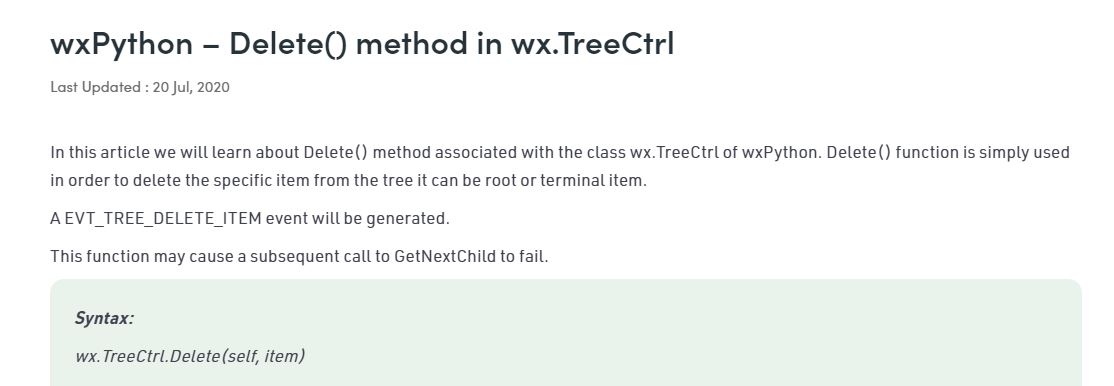 wxPython – Delete() method in wx.TreeCtrl
Last Updated : 20 Jul, 2020
In this article we will learn about Delete() method associated with the class wx.TreeCtrl of wxPython. Delete() function is simply used
in order to delete the specific item from the tree it can be root or terminal item.
A EVT_TREE_DELETE_ITEM event will be generated.
This function may cause a subsequent call to GetNextChild to fail.
Syntax:
wx.TreeCtrl.Delete(self, item)